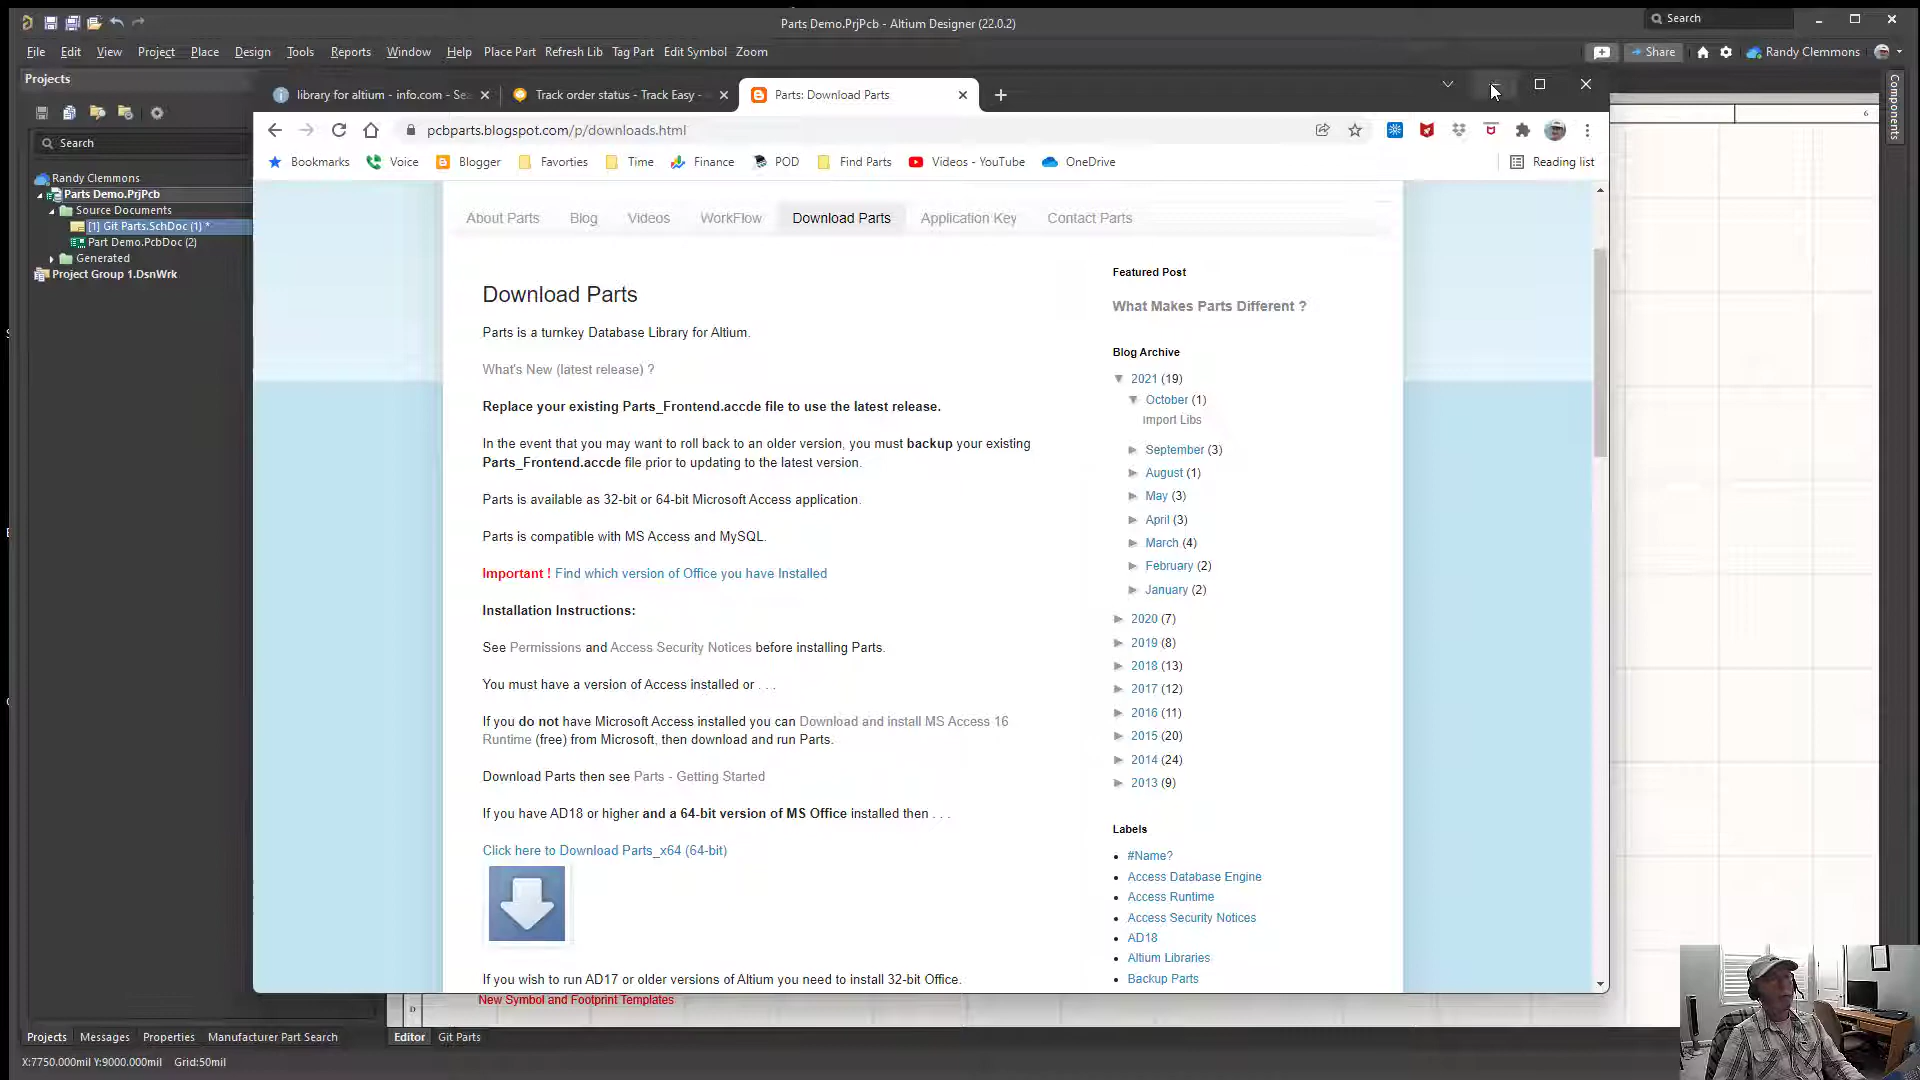 Parts Demo.PrjPcb - Altium Designer (22.0.2)
Search
File Edit View Project Place Design Tools Reports Window Help Place Part Refresh Lib Tag Part Edit Symbol Zoom
Share
Randy Clemmons
Projects
Search
Randy Clemmons
Parts Demo.PrjPcb
Source Documents
[1] Git Parts.SchDoc (1) *
Part Demo.PcbDoc (2)
Generated
Project Group 1.DsnWrk
library for altium - info.com - Sea
Track order status - Track Easy -
Parts: Download Parts
pcbparts.blogspot.com/p/downloads.html
Bookmarks Voice Blogger Favorties Time Finance POD Find Parts Videos - YouTube OneDrive Reading list
About Parts Blog Videos WorkFlow Download Parts Application Key Contact Parts
Download Parts
Parts is a turnkey Database Library for Altium.
What's New (latest release) ?
Replace your existing Parts_Frontend.accde file to use the latest release.
In the event that you may want to roll back to an older version, you must backup your existing
Parts_Frontend.accde file prior to updating to the latest version.
Parts is available as 32-bit or 64-bit Microsoft Access application.
Parts is compatible with MS Access and MySQL.
Important ! Find which version of Office you have Installed
Installation Instructions:
See Permissions and Access Security Notices before installing Parts.
You must have a version of Access installed or . . .
If you do not have Microsoft Access installed you can Download and install MS Access 16
Runtime (free) from Microsoft, then download and run Parts.
Download Parts then see Parts - Getting Started
If you have AD18 or higher and a 64-bit version of MS Office installed then . . .
Click here to Download Parts_x64 (64-bit)
If you wish to run AD17 or older versions of Altium you need to install 32-bit Office.
Featured Post
What Makes Parts Different ?
Blog Archive
2021 (19)
October (1)
Import Libs
September (3)
August (1)
May (3)
April (3)
March (4)
February (2)
January (2)
2020 (7)
2019 (8)
2018 (13)
2017 (12)
2016 (11)
2015 (20)
2014 (24)
2013 (9)
Labels
#Name?
Access Database Engine
Access Runtime
Access Security Notices
AD18
Altium Libraries
Backup Parts
Components
6
New Symbol and Footprint Templates
D
Projects Messages Properties Manufacturer Part Search
Editor Git Parts
X:7750.000mil Y:9000.000mil Grid:50mil